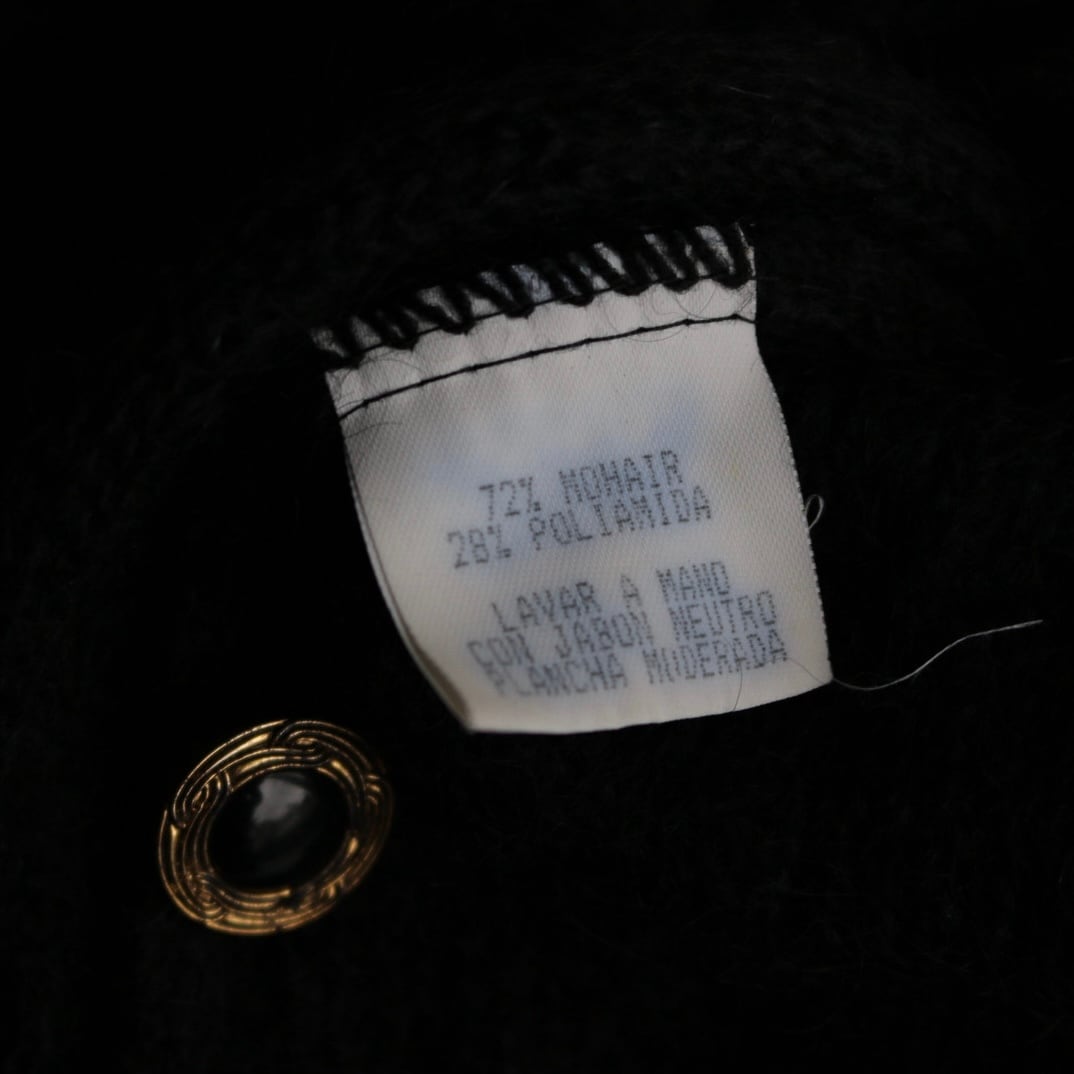 72% MOHAIR
28% POLIAMIDA
LAVAR A MANO
CON JABON NEUTRO
PLANCHA MODERADA